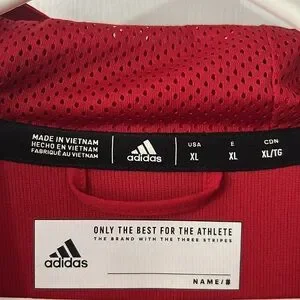 MADE IN VIETNAM
HECHO EN VIETNAM
FABRIQUÉ AU VIETNAM
adidas
USA
XL
E
XL
CDN
XL/TG
ONLY THE BEST FOR THE ATHLETE
THE BRAND WITH THE THREE STRIPES
adidas
NAME/#